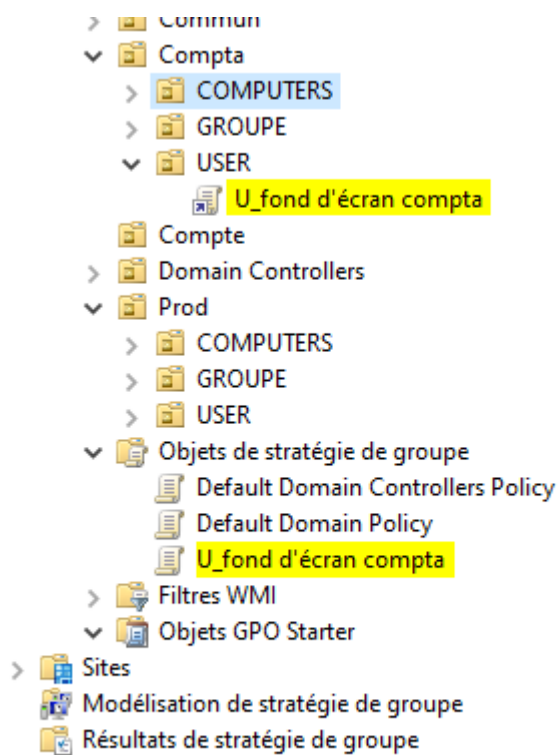 Commun
Compta
COMPUTERS
GROUPE
USER
U_fond d'écran compta
Compte
Domain Controllers
Prod
COMPUTERS
GROUPE
USER
Objets de stratégie de groupe
Default Domain Controllers Policy
Default Domain Policy
U_fond d'écran compta
Filtres WMI
Objets GPO Starter
Sites
Modélisation de stratégie de groupe
Résultats de stratégie de groupe